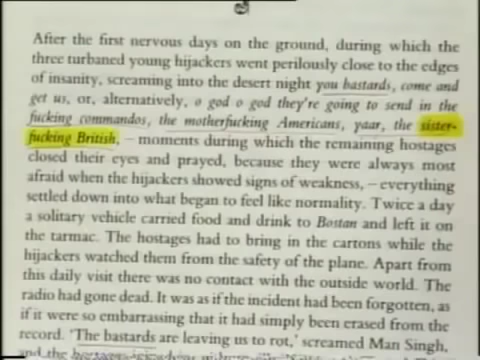 After the first nervous days on the ground, during which the
three turbaned young hijackers went perilously close to the edges
of insanity, screaming into the desert night you bastards, come and
get us, or, alternatively, o god o god they're going to send in the
fucking commandos, the motherfucking Americans, yaar, the sister-
fucking British, – moments during which the remaining hostages
closed their eyes and prayed, because they were always most
afraid when the hijackers showed signs of weakness, – everything
settled down into what began to feel like normality. Twice a day
a solitary vehicle carried food and drink to Bostan and left it on
the tarmac. The hostages had to bring in the cartons while the
hijackers watched them from the safety of the plane. Apart from
this daily visit there was no contact with the outside world. The
radio had gone dead. It was as if the incident had been forgotten, as
if it were so embarrassing that it had simply been erased from the
record. 'The bastards are leaving us to rot,' screamed Man Singh,
and the